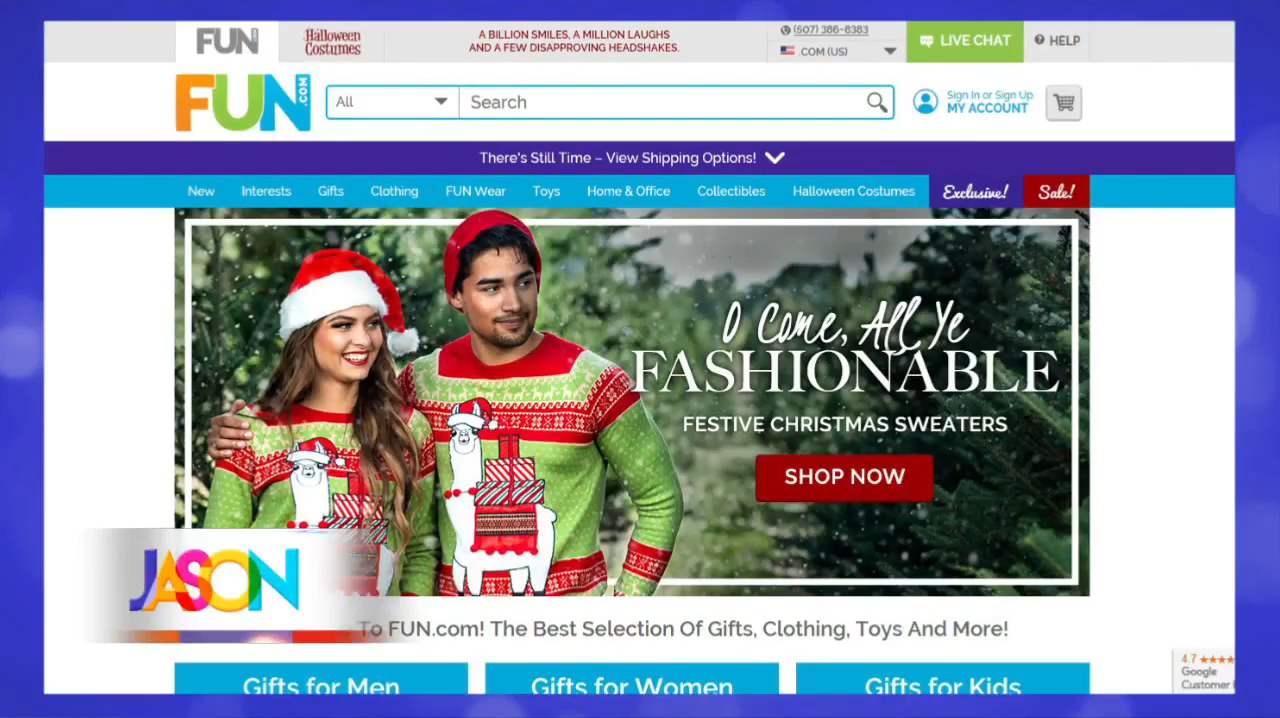 FUN .COM
Halloween Costumes
A BILLION SMILES, A MILLION LAUGHS
AND A FEW DISAPPROVING HEADSHAKES.
(507) 386-8383
.COM (US)
LIVE CHAT
HELP
FUN .COM
All
Search
Sign In or Sign Up
MY ACCOUNT
There's Still Time – View Shipping Options!
New Interests Gifts Clothing FUN Wear Toys Home & Office Collectibles Halloween Costumes Exclusive! Sale!
O Come, All Ye
FASHIONABLE
FESTIVE CHRISTMAS SWEATERS
SHOP NOW
JASON
To FUN.com! The Best Selection Of Gifts, Clothing, Toys And More!
4.7
Google
Customer
Gifts for Men Gifts for Women Gifts for Kids